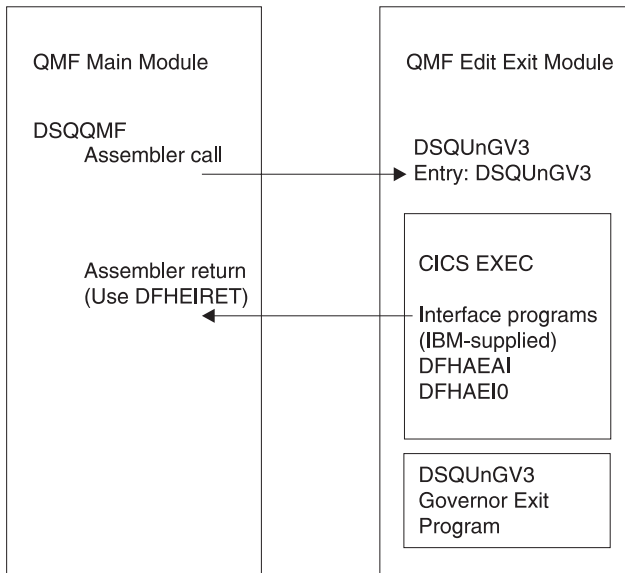 QMF Main Module
DSQQMF
Assembler call
Assembler return
(Use DFHEIRET)
QMF Edit Exit Module
DSQUnGV3
Entry: DSQUnGV3
CICS EXEC
Interface programs
(IBM-supplied)
DFHAEAI
DFHAEI0
DSQUnGV3
Governor Exit
Program